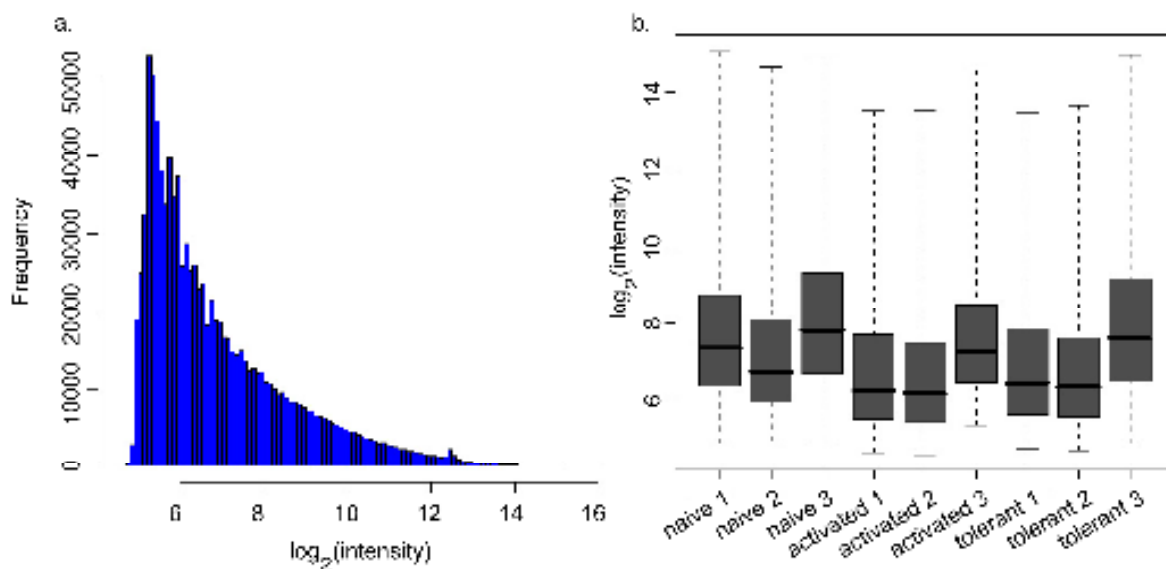 a.
Frequency
50000
40000
30000
20000
10000
0
6
8
10
12
14
16
log2(intensity)
b.
log2(intensity)
14
12
10
8
6
naive 1
naive 2
naive 3
activated 1
activated 2
activated 3
tolerant 1
tolerant 2
tolerant 3